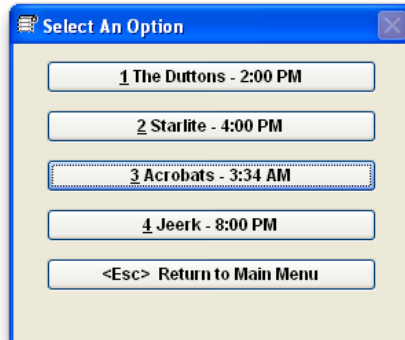 Select An Option
1 The Duttons - 2:00 PM
2 Starlite - 4:00 PM
3 Acrobats - 3:34 AM
4 Jeerk - 8:00 PM
<Esc>  Return to Main Menu